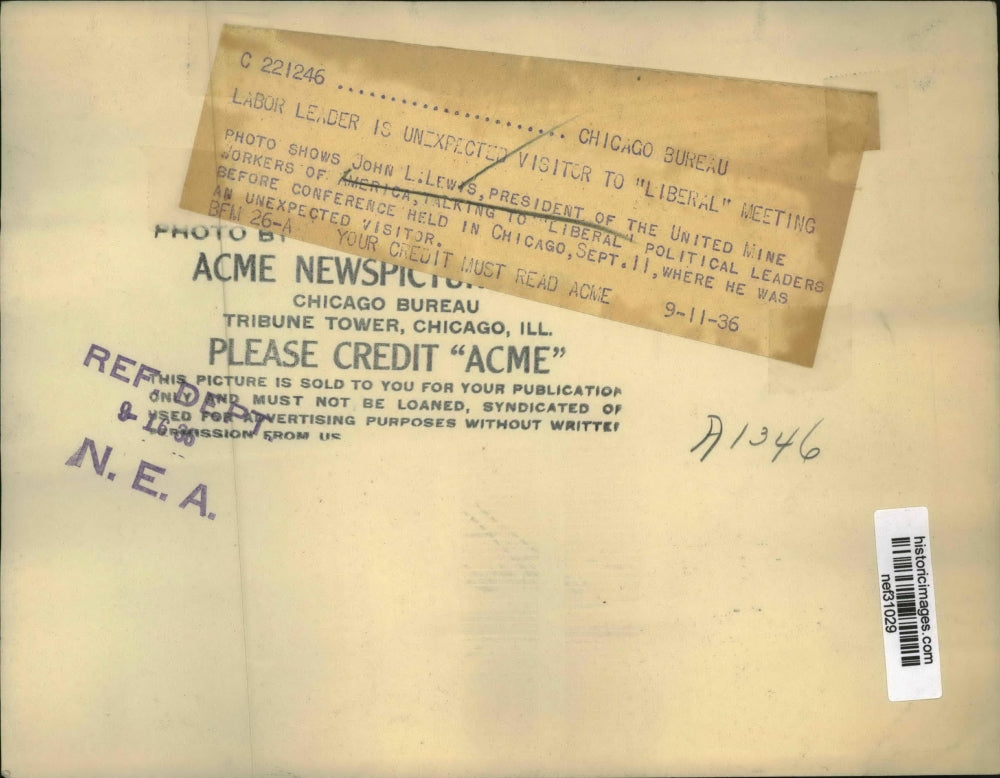 C 221246 ........................ CHICAGO BUREAU
LABOR LEADER IS UNEXPECTED VISITOR TO "LIBERAL" MEETING
PHOTO SHOWS JOHN L. LEWIS, PRESIDENT OF THE UNITED MINE
WORKERS OF AMERICA, TALKING TO "LIBERAL" POLITICAL LEADERS
BEFORE CONFERENCE HELD IN CHICAGO, SEPT. 11, WHERE HE WAS
AN UNEXPECTED VISITOR.
BFM 26-A YOUR CREDIT MUST READ ACME 9-11-36
PHOTO BY
ACME NEWSPICTU
CHICAGO BUREAU
TRIBUNE TOWER, CHICAGO, ILL.
PLEASE CREDIT "ACME"
THIS PICTURE IS SOLD TO YOU FOR YOUR PUBLICATION
ONLY AND MUST NOT BE LOANED, SYNDICATED OF
USED FOR ADVERTISING PURPOSES WITHOUT WRITTEN
PERMISSION FROM US
REF. DEPT.
9-16-36
N. E. A.
A1346
historicimages.com
nef31029